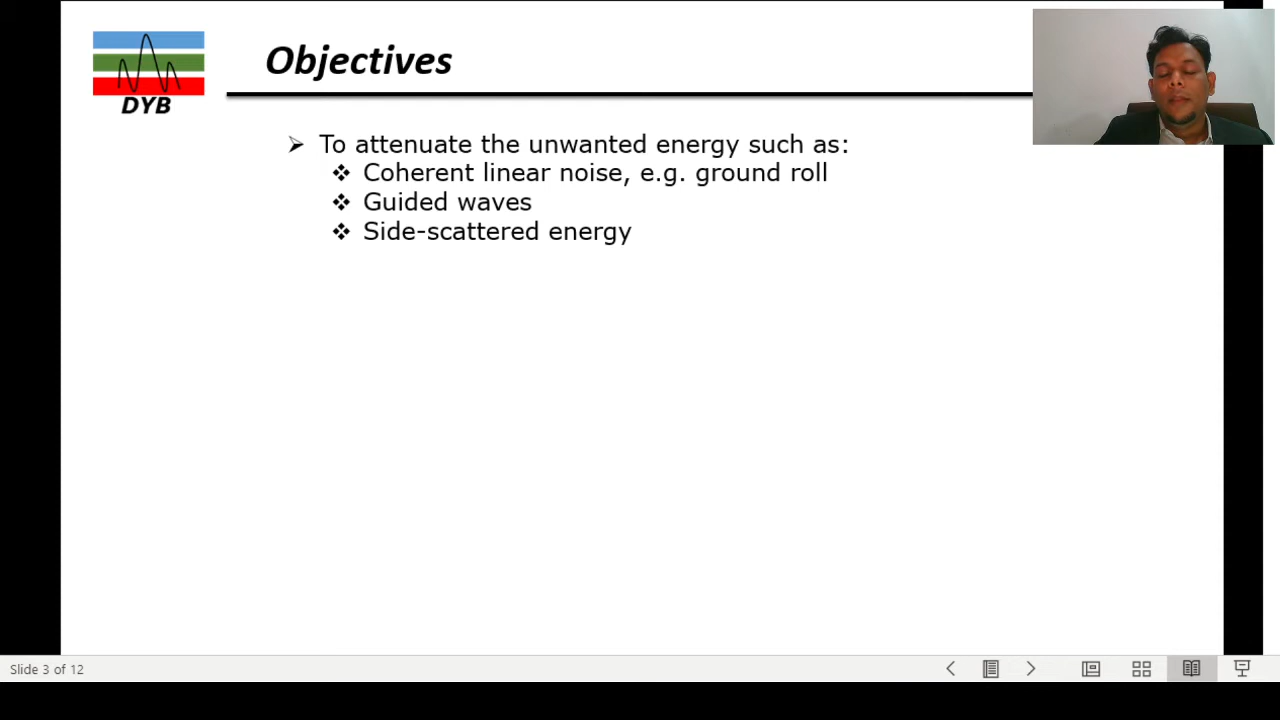 Objectives
DYB
➢ To attenuate the unwanted energy such as:
❖ Coherent linear noise, e.g. ground roll
❖ Guided waves
❖ Side-scattered energy
Slide 3 of 12